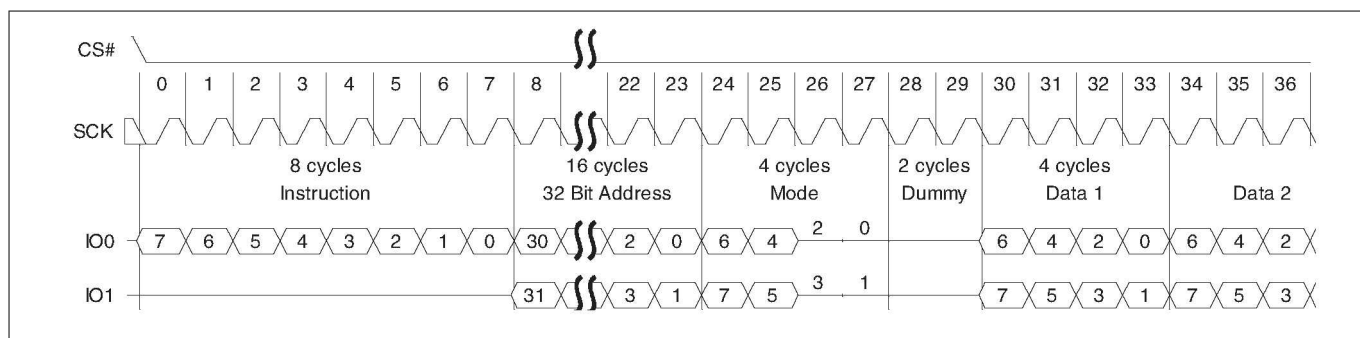 CS#
0 1 2 3 4 5 6 7 8 22 23 24 25 26 27 28 29 30 31 32 33 34 35 36
SCK
8 cycles 16 cycles 4 cycles 2 cycles 4 cycles
Instruction 32 Bit Address Mode Dummy Data 1 Data 2
IO0 7 6 5 4 3 2 1 0 30 2 0 6 4 2 0 6 4 2 0 6 4 2
IO1 31 3 1 7 5 3 1 7 5 3 1 7 5 3